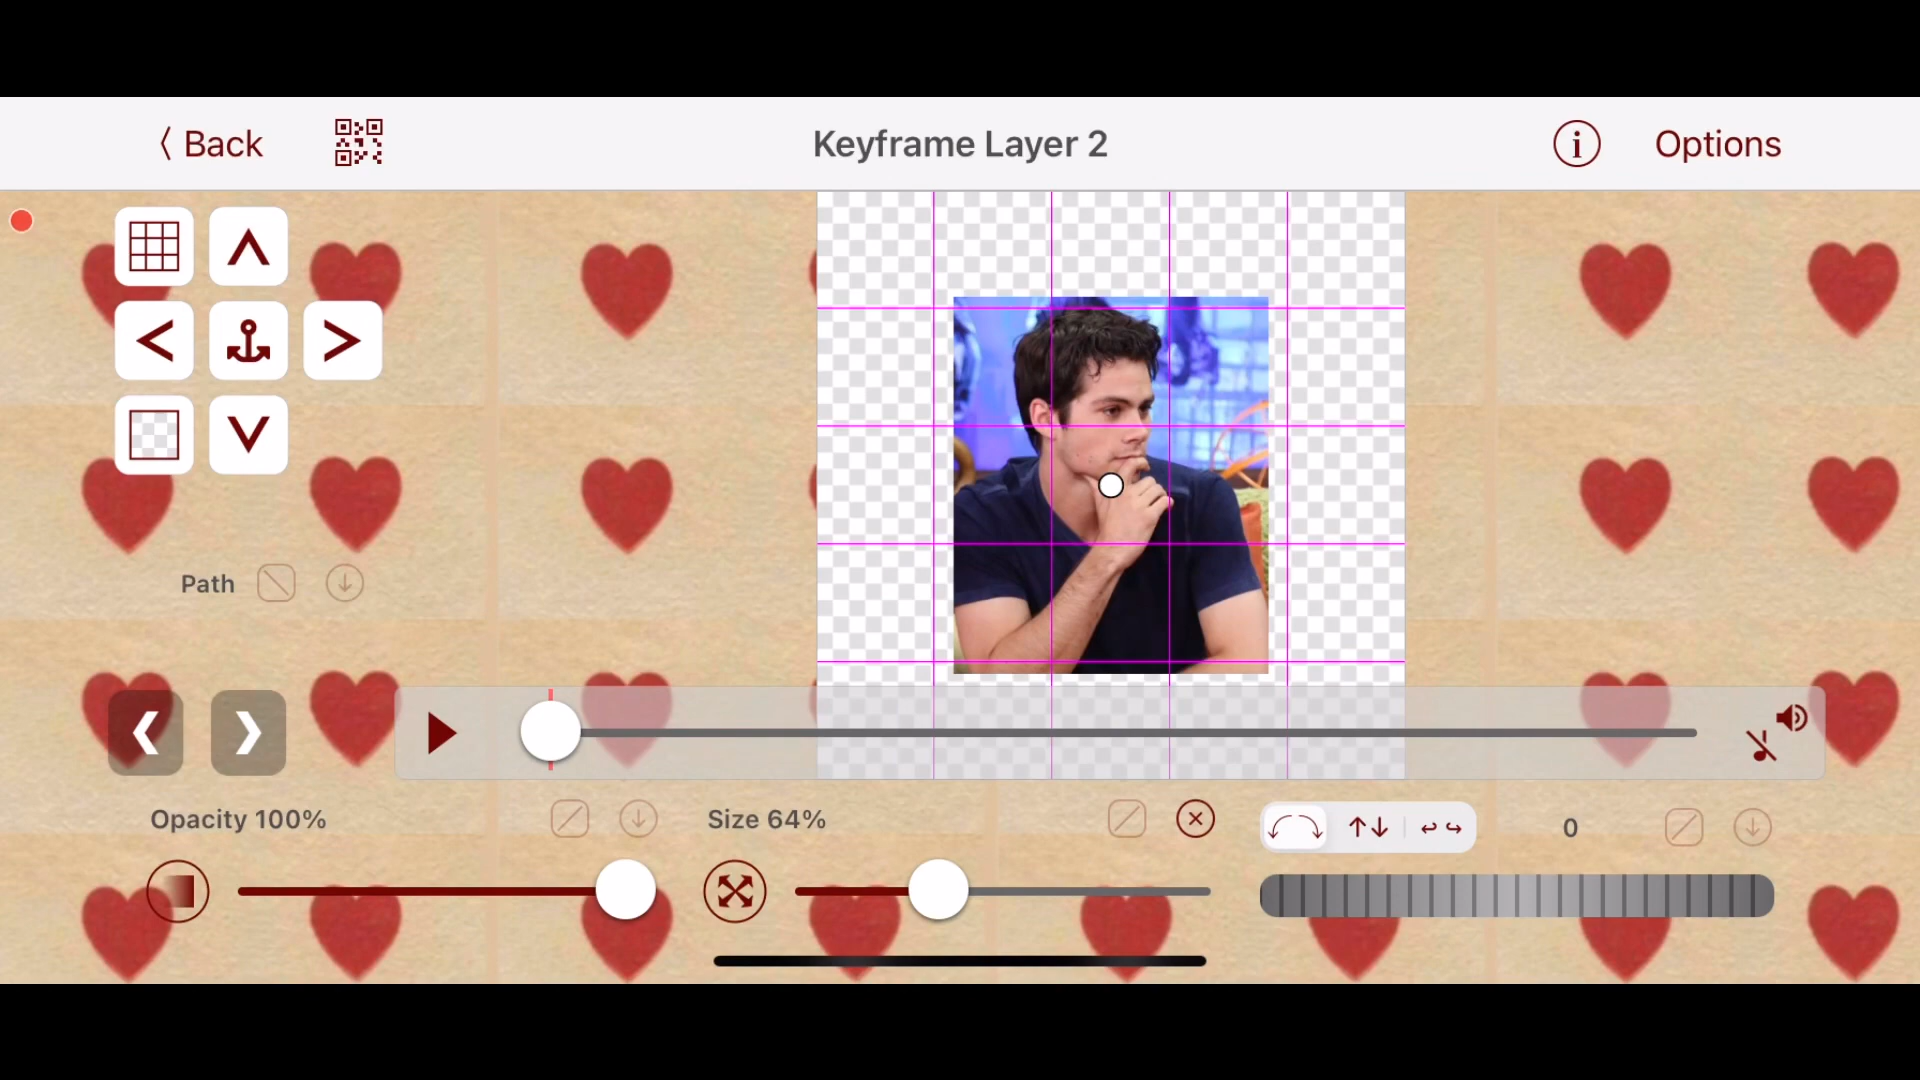 Back
Keyframe Layer 2
Options
Path
Opacity 100%
Size 64%
0